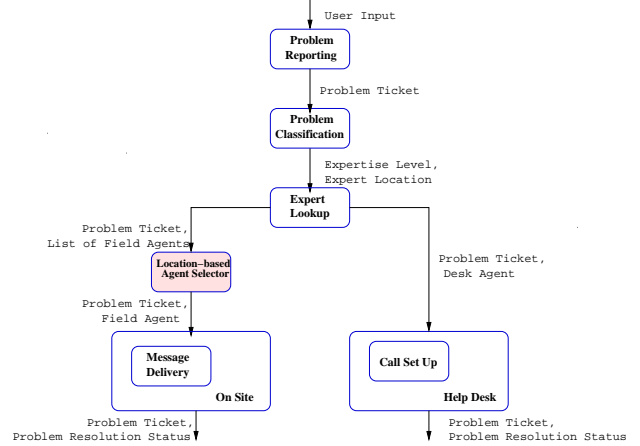 User Input
Problem
Reporting
Problem Ticket
Problem
Classification
Expertise Level,
Expert Location
Expert
Lookup
Problem Ticket,
List of Field Agents
Location−based
Agent Selector
Problem Ticket,
Field Agent
Problem Ticket,
Desk Agent
Message
Delivery
On Site
Call Set Up
Help Desk
Problem Ticket,
Problem Resolution Status
Problem Ticket,
Problem Resolution Status